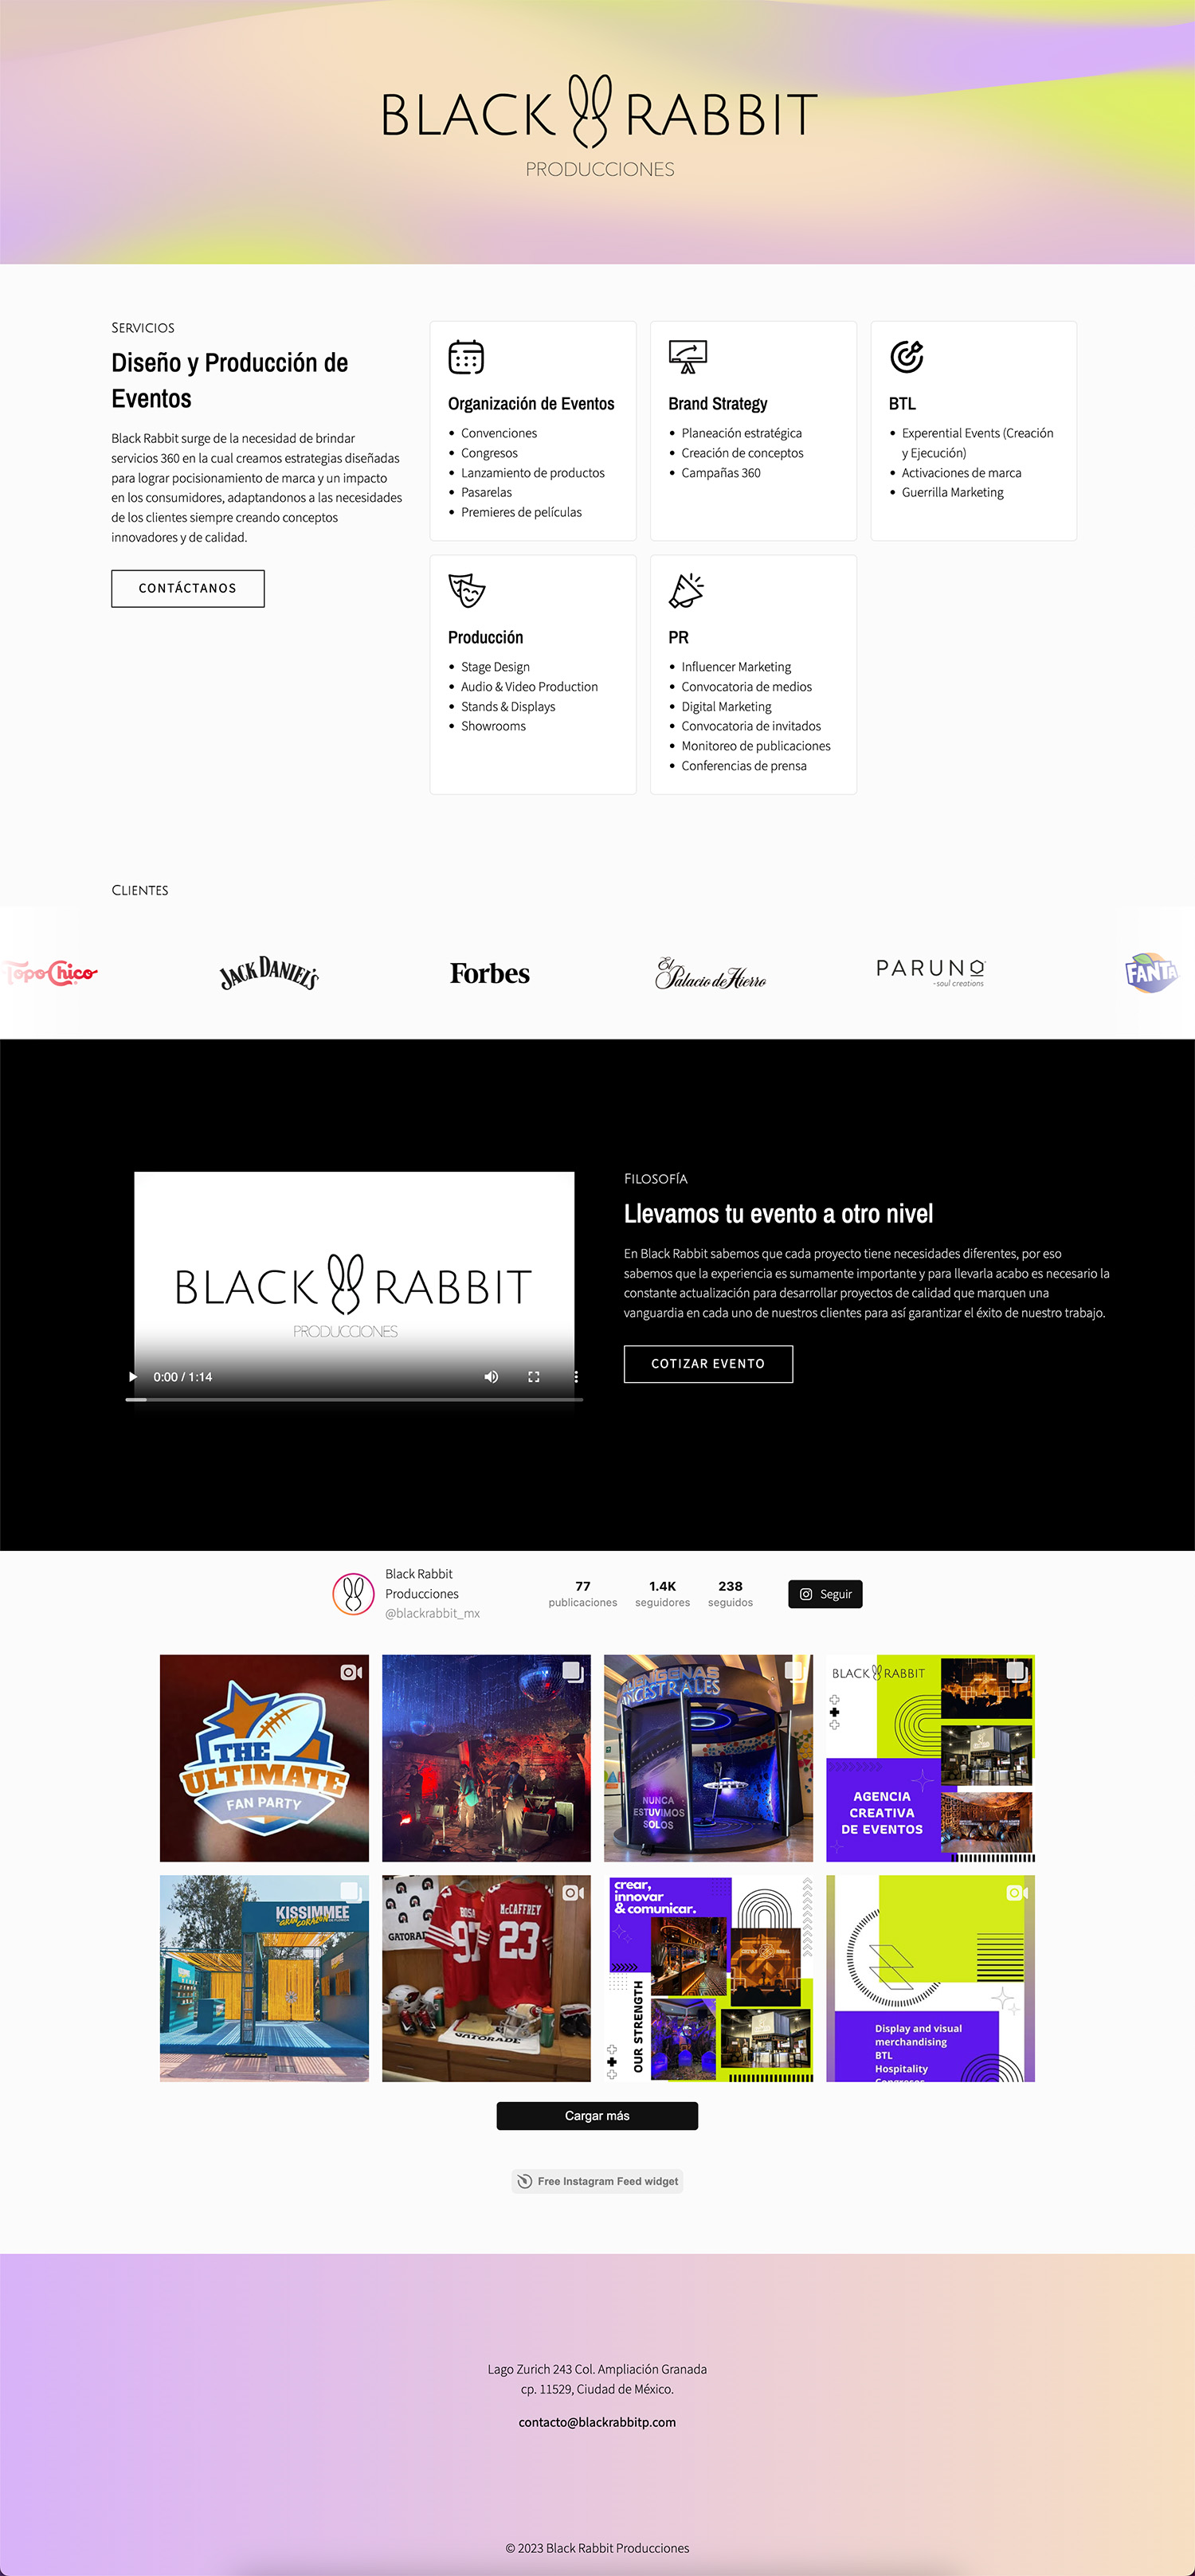 BLACK RABBIT
PRODUCCIONES
Servicios
Diseño y Producción de
Eventos
Black Rabbit surge de la necesidad de brindar
servicios 360 en la cual creamos estrategias diseñadas
para lograr pocisionamiento de marca y un impacto
en los consumidores, adaptandonos a las necesidades
de los clientes siempre creando conceptos
innovadores y de calidad.
CONTÁCTANOS
Organización de Eventos
Convenciones
Congresos
Lanzamiento de productos
Pasarelas
Premieres de películas
Brand Strategy
Planeación estratégica
Creación de conceptos
Campañas 360
BTL
Experential Events (Creación
y Ejecución)
Activaciones de marca
Guerrilla Marketing
Producción
Stage Design
Audio & Video Production
Stands & Displays
Showrooms
PR
Influencer Marketing
Convocatoria de medios
Digital Marketing
Convocatoria de invitados
Monitoreo de publicaciones
Conferencias de prensa
Clientes
Topo Chico
JACK DANIEL'S
Forbes
El Palacio de Hierro
PARUNO
-soul creations
FANTA
BLACK RABBIT
PRODUCCIONES
0:00 / 1:14
Filosofía
Llevamos tu evento a otro nivel
En Black Rabbit sabemos que cada proyecto tiene necesidades diferentes, por eso
sabemos que la experiencia es sumamente importante y para llevarla acabo es necesario la
constante actualización para desarrollar proyectos de calidad que marquen una
vanguardia en cada uno de nuestros clientes para así garantizar el éxito de nuestro trabajo.
COTIZAR EVENTO
Black Rabbit
Producciones
@blackrabbit_mx
77
publicaciones
1.4K
seguidores
238
seguidos
Seguir
THE
ULTIMATE
FAN PARTY
ANCESTRALES
NUNCA
ESTUVIMOS
SOLOS
BLACK RABBIT
AGENCIA
CREATIVA
DE EVENTOS
KISSIMMEE
GRAN CORAZÓN
DE FLORIDA
GATORADE
BOSA
97
McCAFFREY
23
GATORADE
crear,
innovar
& comunicar.
OUR STRENGTH
Display and visual
merchandising
BTL
Hospitality
Congresos
Cargar más
Free Instagram Feed widget
Lago Zurich 243 Col. Ampliación Granada
cp. 11529, Ciudad de México.
contacto@blackrabbitp.com
© 2023 Black Rabbit Producciones